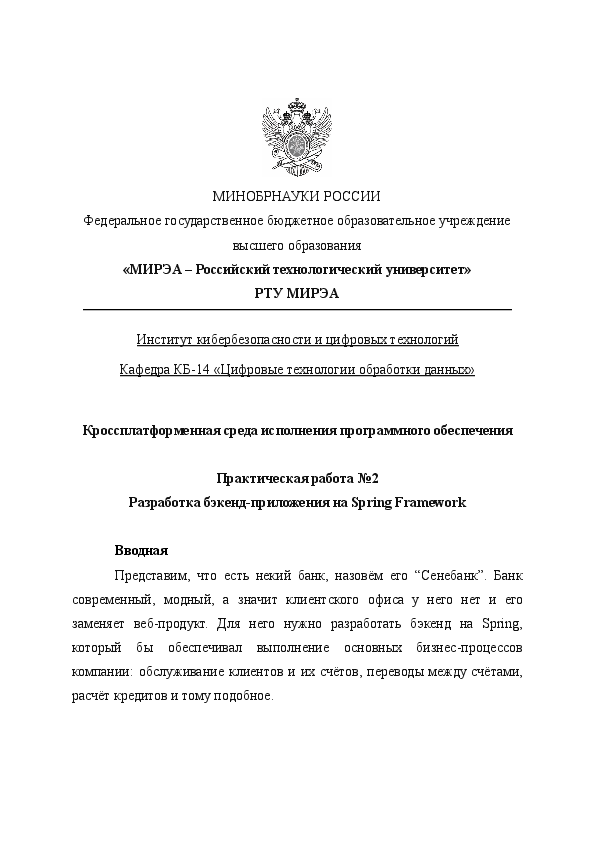 МИНОБРНАУКИ РОССИИ
Федеральное государственное бюджетное образовательное учреждение
высшего образования
«МИРЭА – Российский технологический университет»
РТУ МИРЭА
Институт кибербезопасности и цифровых технологий
Кафедра КБ-14 «Цифровые технологии обработки данных»
Кроссплатформенная среда исполнения программного обеспечения
Практическая работа №2
Разработка бэкенд-приложения на Spring Framework
Вводная
Представим, что есть некий банк, назовём его “Сенебанк”. Банк
современный, модный, а значит клиентского офиса у него нет и его
заменяет веб-продукт. Для него нужно разработать бэкенд на Spring,
который бы обеспечивал выполнение основных бизнес-процессов
компании: обслуживание клиентов и их счётов, переводы между счётами,
расчёт кредитов и тому подобное.